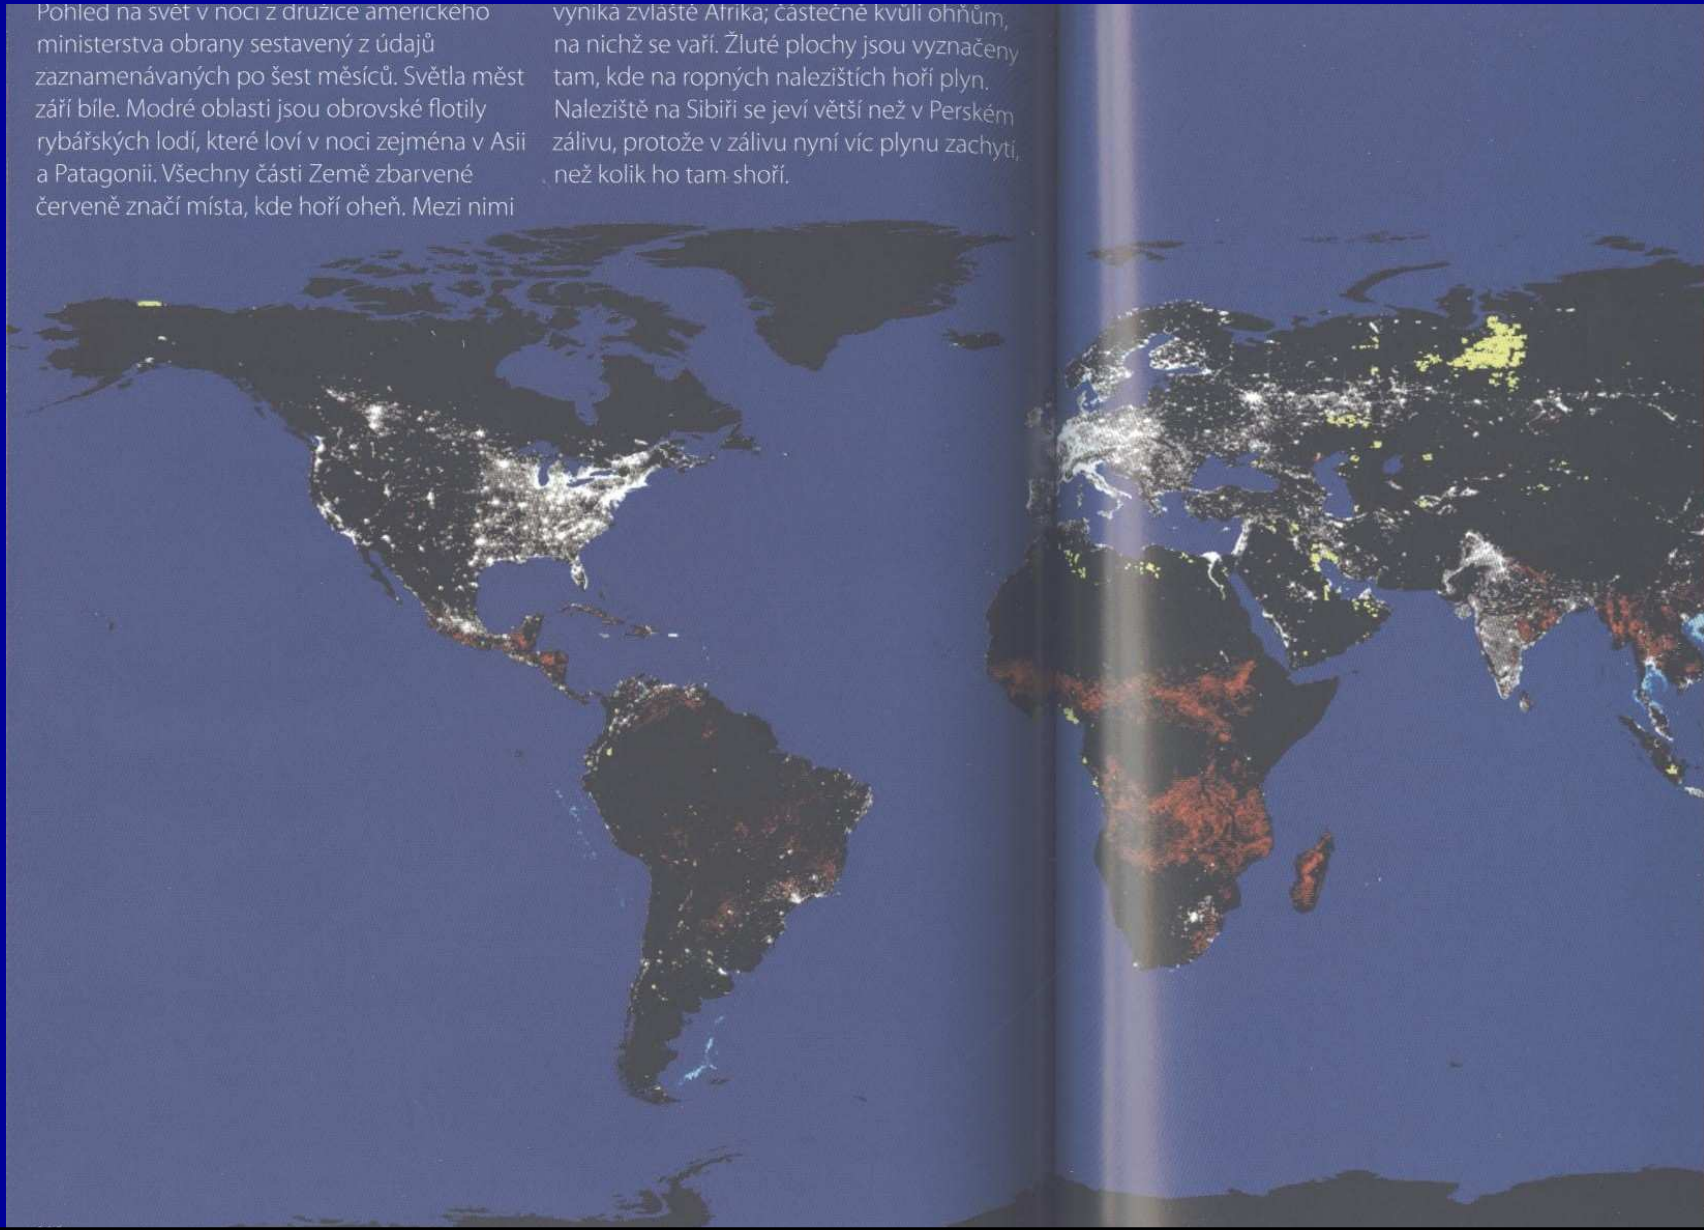 Pohled na svět v noci z družice amerického
ministerstva obrany sestavený z údajů
zaznamenávaných po šest měsíců. Světla měst
září bíle. Modré oblasti jsou obrovské flotily
rybářských lodí, které loví v noci zejména v Asii
a Patagonii. Všechny části Země zbarvené
červeně značí místa, kde hoří oheň. Mezi nimi
vyniká zvláště Afrika; částečně kvůli ohňům,
na nichž se vaří. Žluté plochy jsou vyznačeny
tam, kde na ropných nalezištích hoří plyn.
Naleziště na Sibiři se jeví větší než v Perském
zálivu, protože v zálivu nyní víc plynu zachytí,
než kolik ho tam shoří.